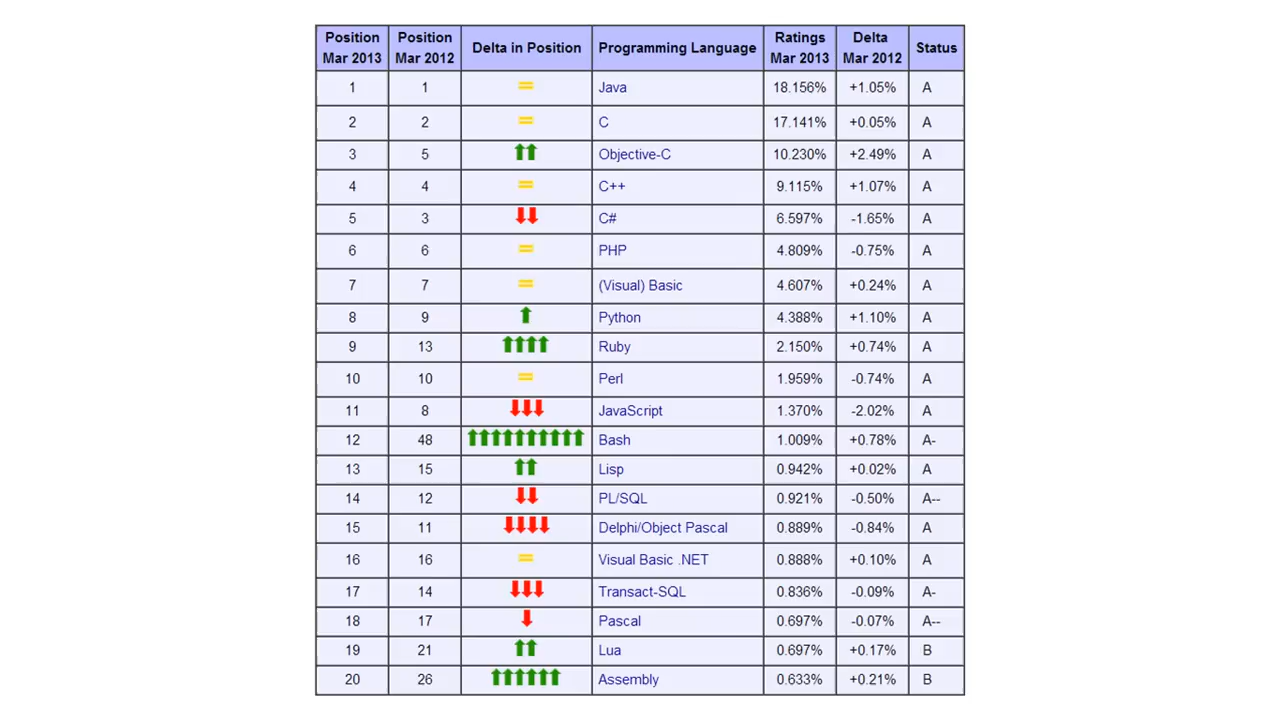 Position Mar 2013 Position Mar 2012 Delta in Position Programming Language Ratings Mar 2013 Delta Mar 2012 Status
1 1 = Java 18.156% +1.05% A
2 2 = C 17.141% +0.05% A
3 5 Objective-C 10.230% +2.49% A
4 4 = C++ 9.115% +1.07% A
5 3 C# 6.597% -1.65% A
6 6 = PHP 4.809% -0.75% A
7 7 = (Visual) Basic 4.607% +0.24% A
8 9 Python 4.388% +1.10% A
9 13 Ruby 2.150% +0.74% A
10 10 = Perl 1.959% -0.74% A
11 8 JavaScript 1.370% -2.02% A
12 48 Bash 1.009% +0.78% A-
13 15 Lisp 0.942% +0.02% A
14 12 PL/SQL 0.921% -0.50% A--
15 11 Delphi/Object Pascal 0.889% -0.84% A
16 16 = Visual Basic .NET 0.888% +0.10% A
17 14 Transact-SQL 0.836% -0.09% A-
18 17 Pascal 0.697% -0.07% A--
19 21 Lua 0.697% +0.17% B
20 26 Assembly 0.633% +0.21% B